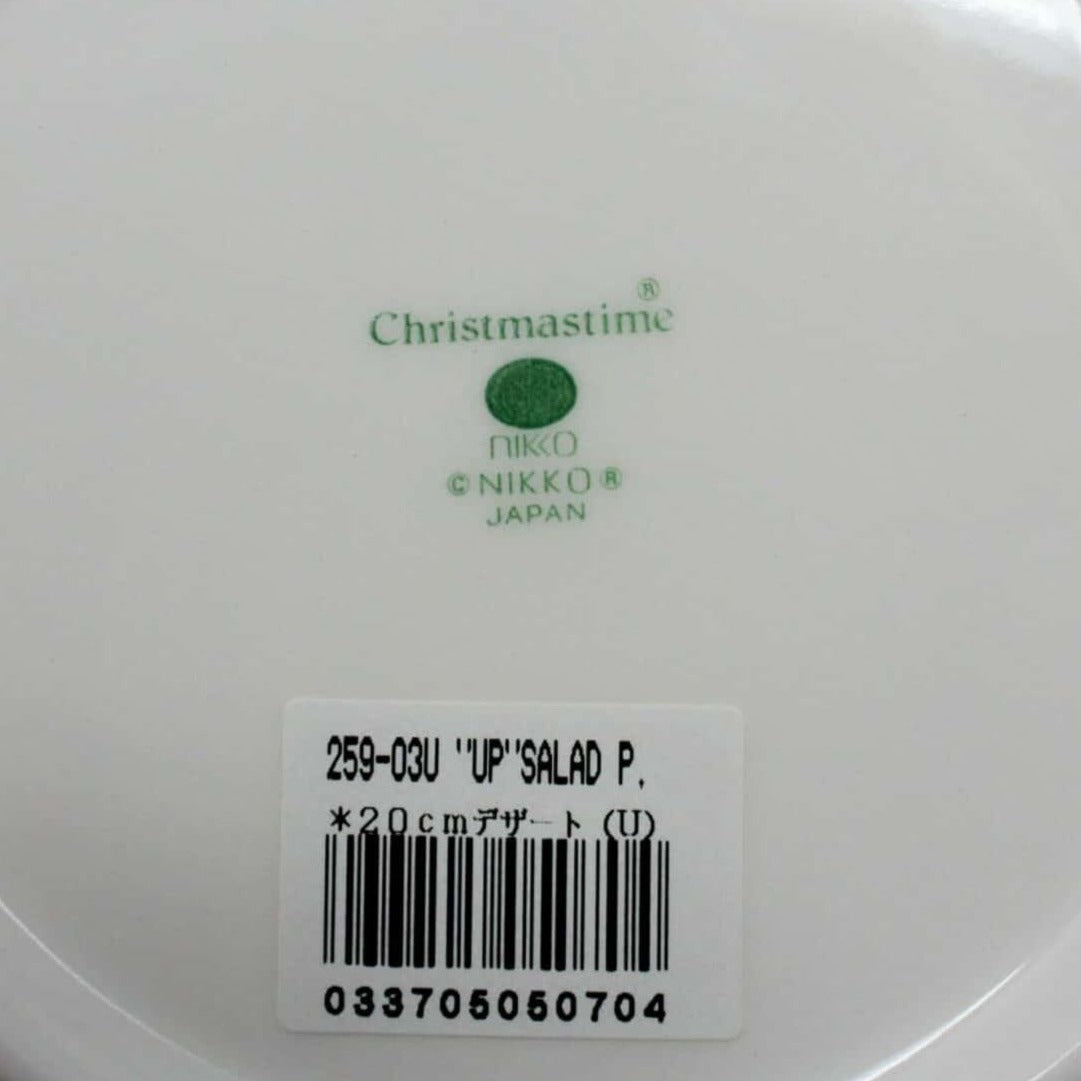 Christmastime®
NIKKO
© NIKKO ®
JAPAN
259-03U ''UP''SALAD P.
*20cmデザート (U)
033705050704